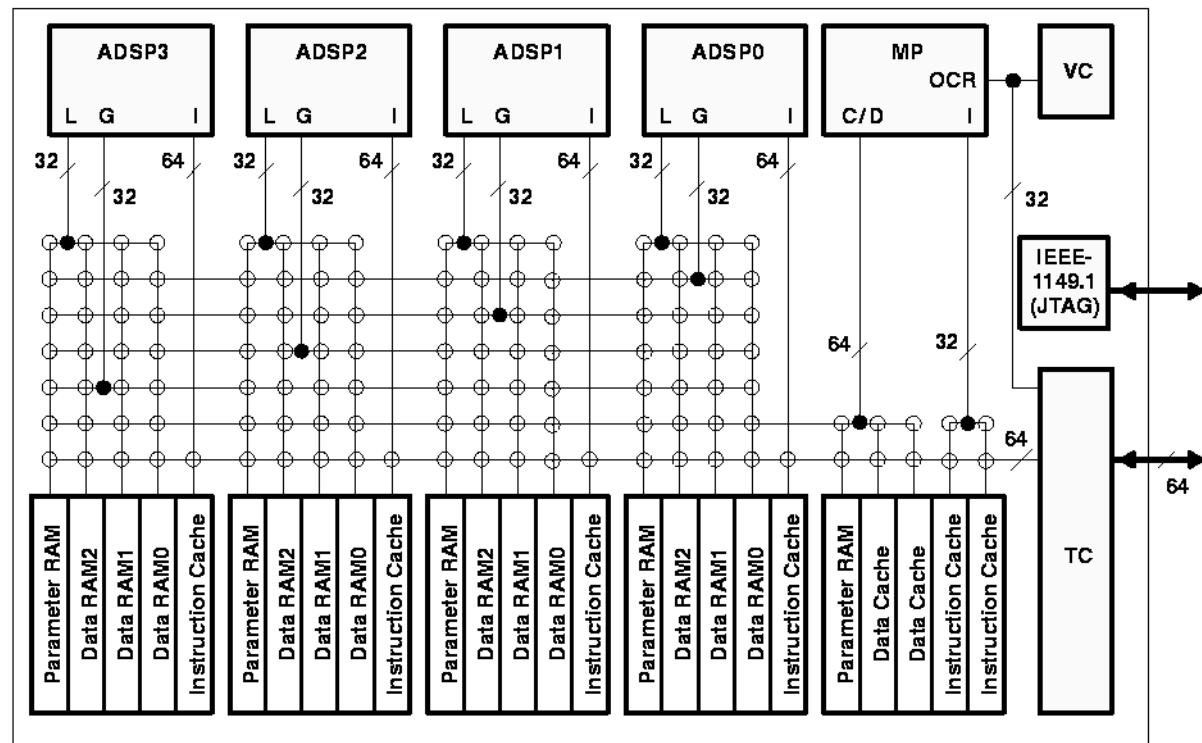 ADSP3
L G I
ADSP2
L G I
ADSP1
L G I
ADSP0
L G I
MP
OCR
C/D I
VC
32
64
32
32
64
32
32
64
32
32
64
32
32
IEEE-
1149.1
(JTAG)
64
32
64
64
Parameter RAM
Data RAM2
Data RAM1
Data RAM0
Instruction Cache
Parameter RAM
Data RAM2
Data RAM1
Data RAM0
Instruction Cache
Parameter RAM
Data RAM2
Data RAM1
Data RAM0
Instruction Cache
Parameter RAM
Data RAM2
Data RAM1
Data RAM0
Instruction Cache
Parameter RAM
Data Cache
Data Cache
Instruction Cache
Instruction Cache
TC